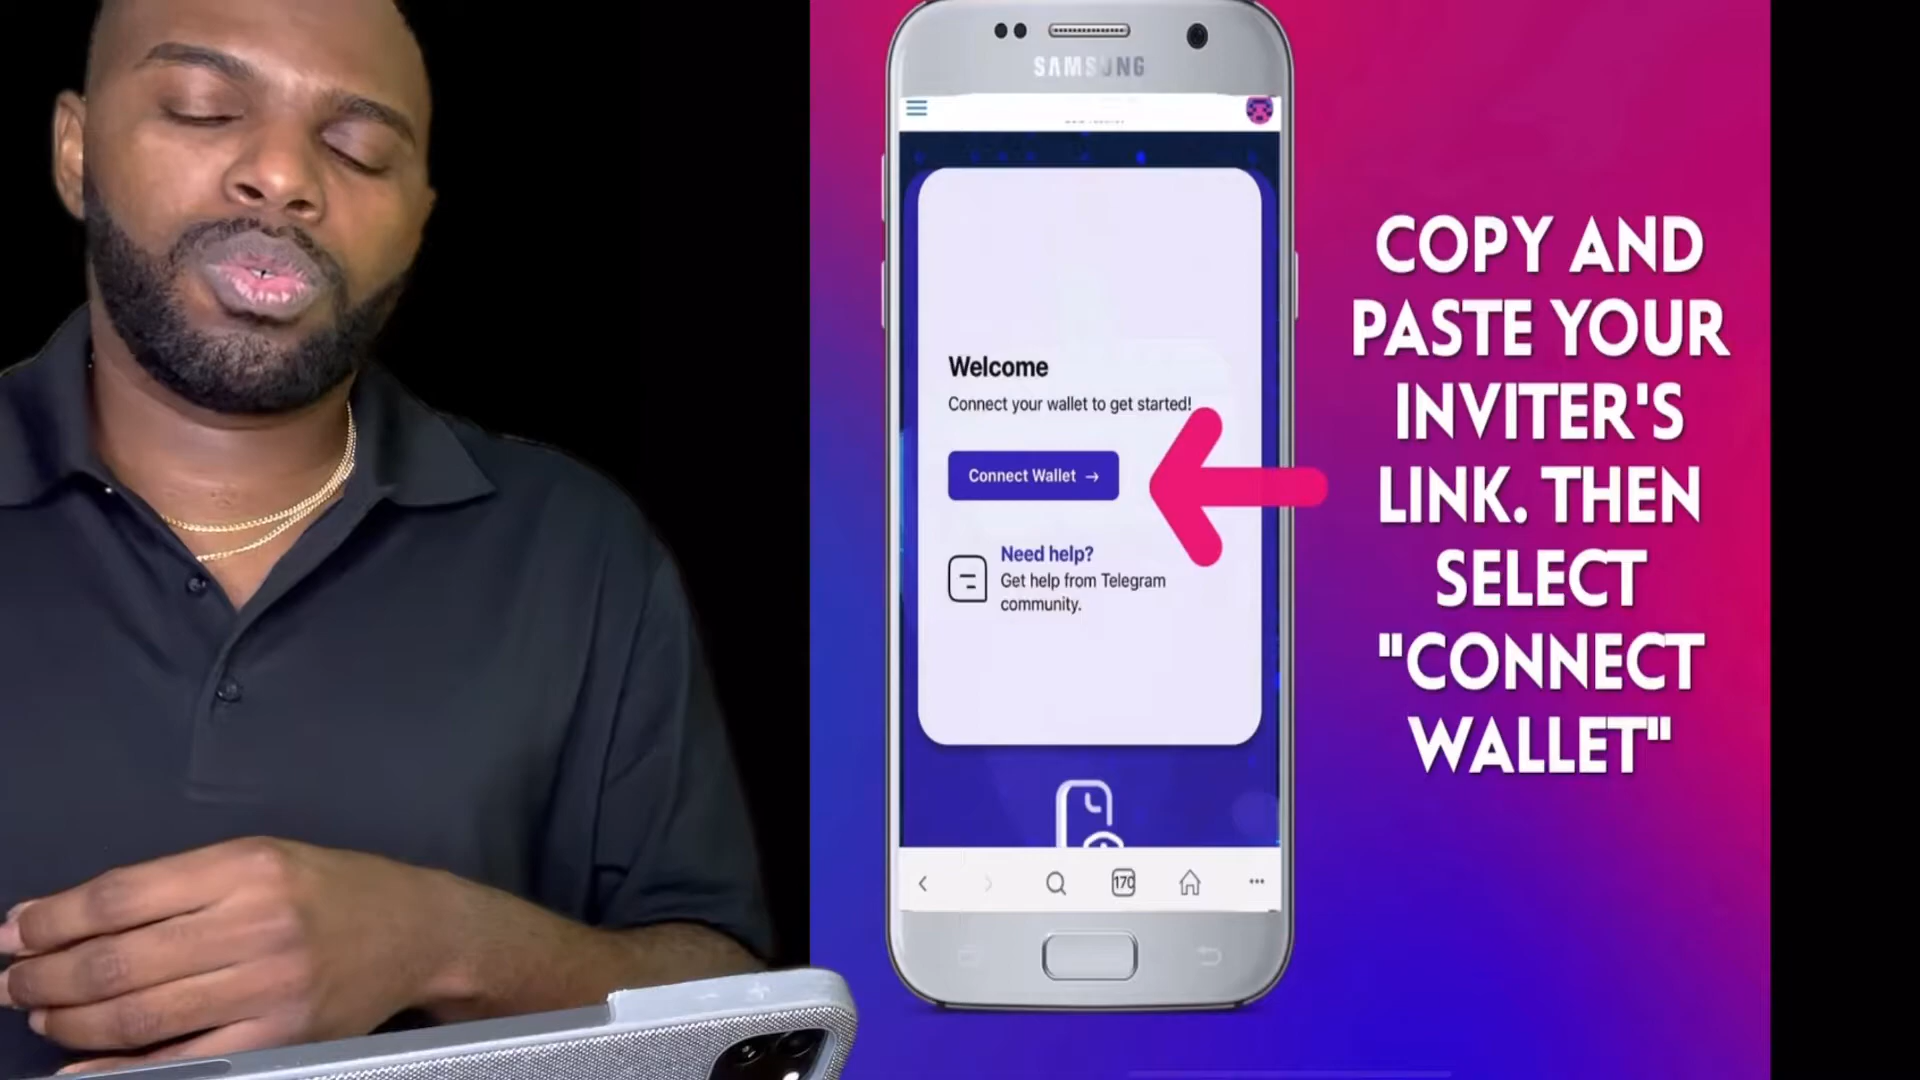 SAMSUNG
Welcome
Connect your wallet to get started!
Connect Wallet →
Need help?
Get help from Telegram
community.
170
COPY AND
PASTE YOUR
INVITER'S
LINK. THEN
SELECT
"CONNECT
WALLET"